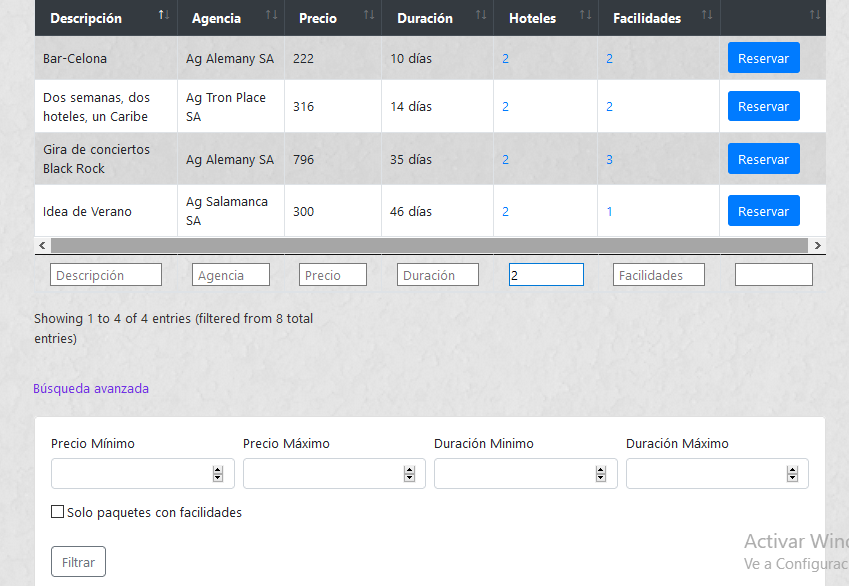 Descripción Agencia Precio Duración Hoteles Facilidades
Bar-Celona Ag Alemany SA 222 10 días 2 2 Reservar
Dos semanas, dos hoteles, un Caribe Ag Tron Place SA 316 14 días 2 2 Reservar
Gira de conciertos Black Rock Ag Alemany SA 796 35 días 2 3 Reservar
Idea de Verano Ag Salamanca SA 300 46 días 2 1 Reservar
Descripción Agencia Precio Duración 2 Facilidades
Showing 1 to 4 of 4 entries (filtered from 8 total
entries)
Búsqueda avanzada
Precio Mínimo Precio Máximo Duración Minimo Duración Máximo
Solo paquetes con facilidades
Filtrar
Activar Win
Ve a Configurac